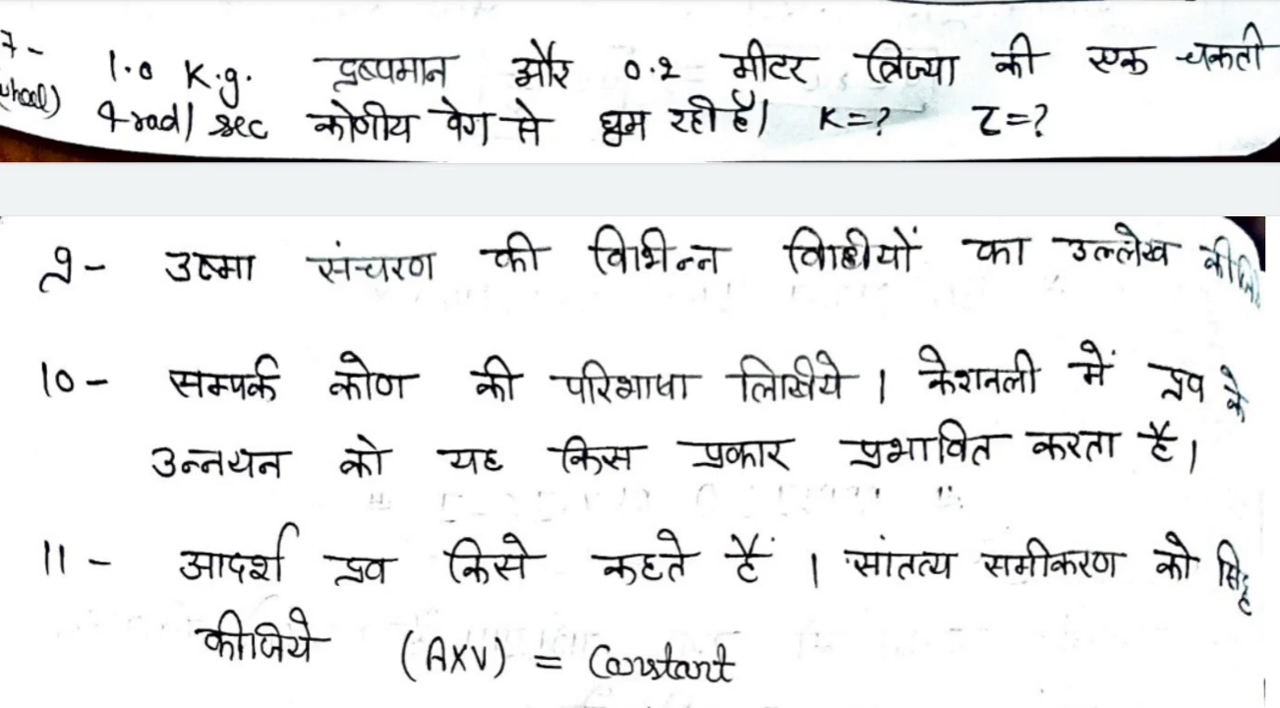 7- 1.0 K.g. द्रव्यमान और 0.2 मीटर त्रिज्या की एक चकती
4 rad/sec कोणीय वेग से घूम रही है। K=? τ=?
9- उष्मा संचरण की विभिन्न विधीयों का उल्लेख
10- सम्पर्क कोण की परिभाषा लिखीये । केशनली में द्रव के
उन्नयन को यह किस प्रकार प्रभावित करता है।
11- आदर्श द्रव किसे कहते हैं । सांतत्य समीकरण को सिद्ध
कीजिये (AXV) = Constant